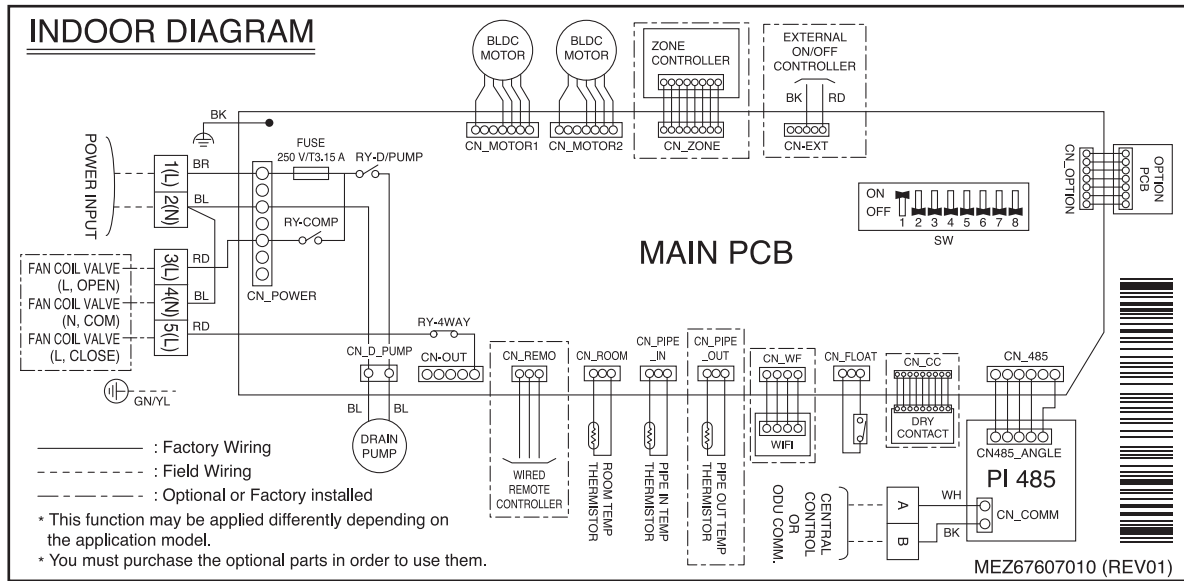 INDOOR DIAGRAM
BLDC
MOTOR
BLDC
MOTOR
ZONE
CONTROLLER
EXTERNAL
ON/OFF
CONTROLLER
BK
RD
CN_MOTOR1
CN_MOTOR2
CN_ZONE
CN-EXT
BK
POWER INPUT
1(L)
2(N)
3(L)
4(N)
5(L)
BR
BL
RD
BL
RD
FUSE
250 V/T3.15 A
RY-D/PUMP
RY-COMP
CN_POWER
FAN COIL VALVE
(L, OPEN)
FAN COIL VALVE
(N, COM)
FAN COIL VALVE
(L, CLOSE)
GN/YL
MAIN PCB
ON
OFF
1 2 3 4 5 6 7 8
SW
CN_OPTION
OPTION
PCB
RY-4WAY
CN_D_PUMP
CN-OUT
BL
BL
DRAIN
PUMP
CN_REMO
WIRED
REMOTE
CONTROLLER
CN_ROOM
ROOM TEMP
THERMISTOR
CN_PIPE
_IN
PIPE IN TEMP
THERMISTOR
CN_PIPE
_OUT
PIPE OUT TEMP
THERMISTOR
CN_WF
WIFI
CN_FLOAT
CN_CC
DRY
CONTACT
CN_485
CN485_ANGLE
PI 485
CN_COMM
WH
BK
A
B
CENTRAL
CONTROL
OR
ODU COMM.
: Factory Wiring
: Field Wiring
: Optional or Factory installed
* This function may be applied differently depending on
the application model.
* You must purchase the optional parts in order to use them.
MEZ67607010 (REV01)